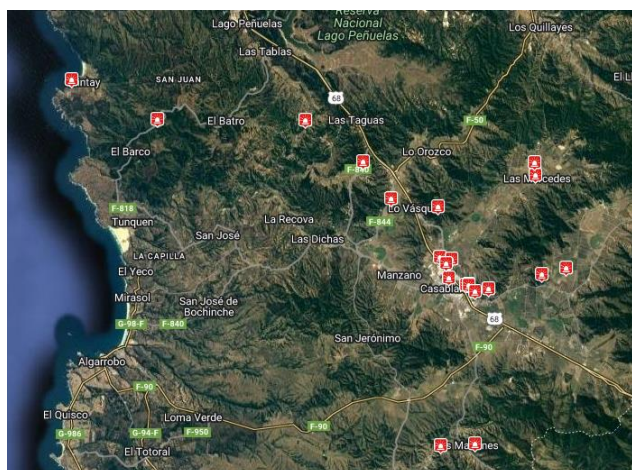 Reserva
Nacional
Lago Peñuelas
Lago Peñuelas
Los Quillayes
Las Tablas
SAN JUAN
68
El Batro
Las Taguas
F-50
El Barco
Lo Orozco
F-818
F-844
Tunquen
La Recova
San José
Las Dichas
LA CAPILLA
El Yeco
Manzano
Mirasol
San José de
Bochinche
G-98-F
F-840
68
San Jerónimo
F-90
Algarrobo
F-90
El Quisco
Loma Verde
F-90
G-986
G-94-F
F-950
El Totoral